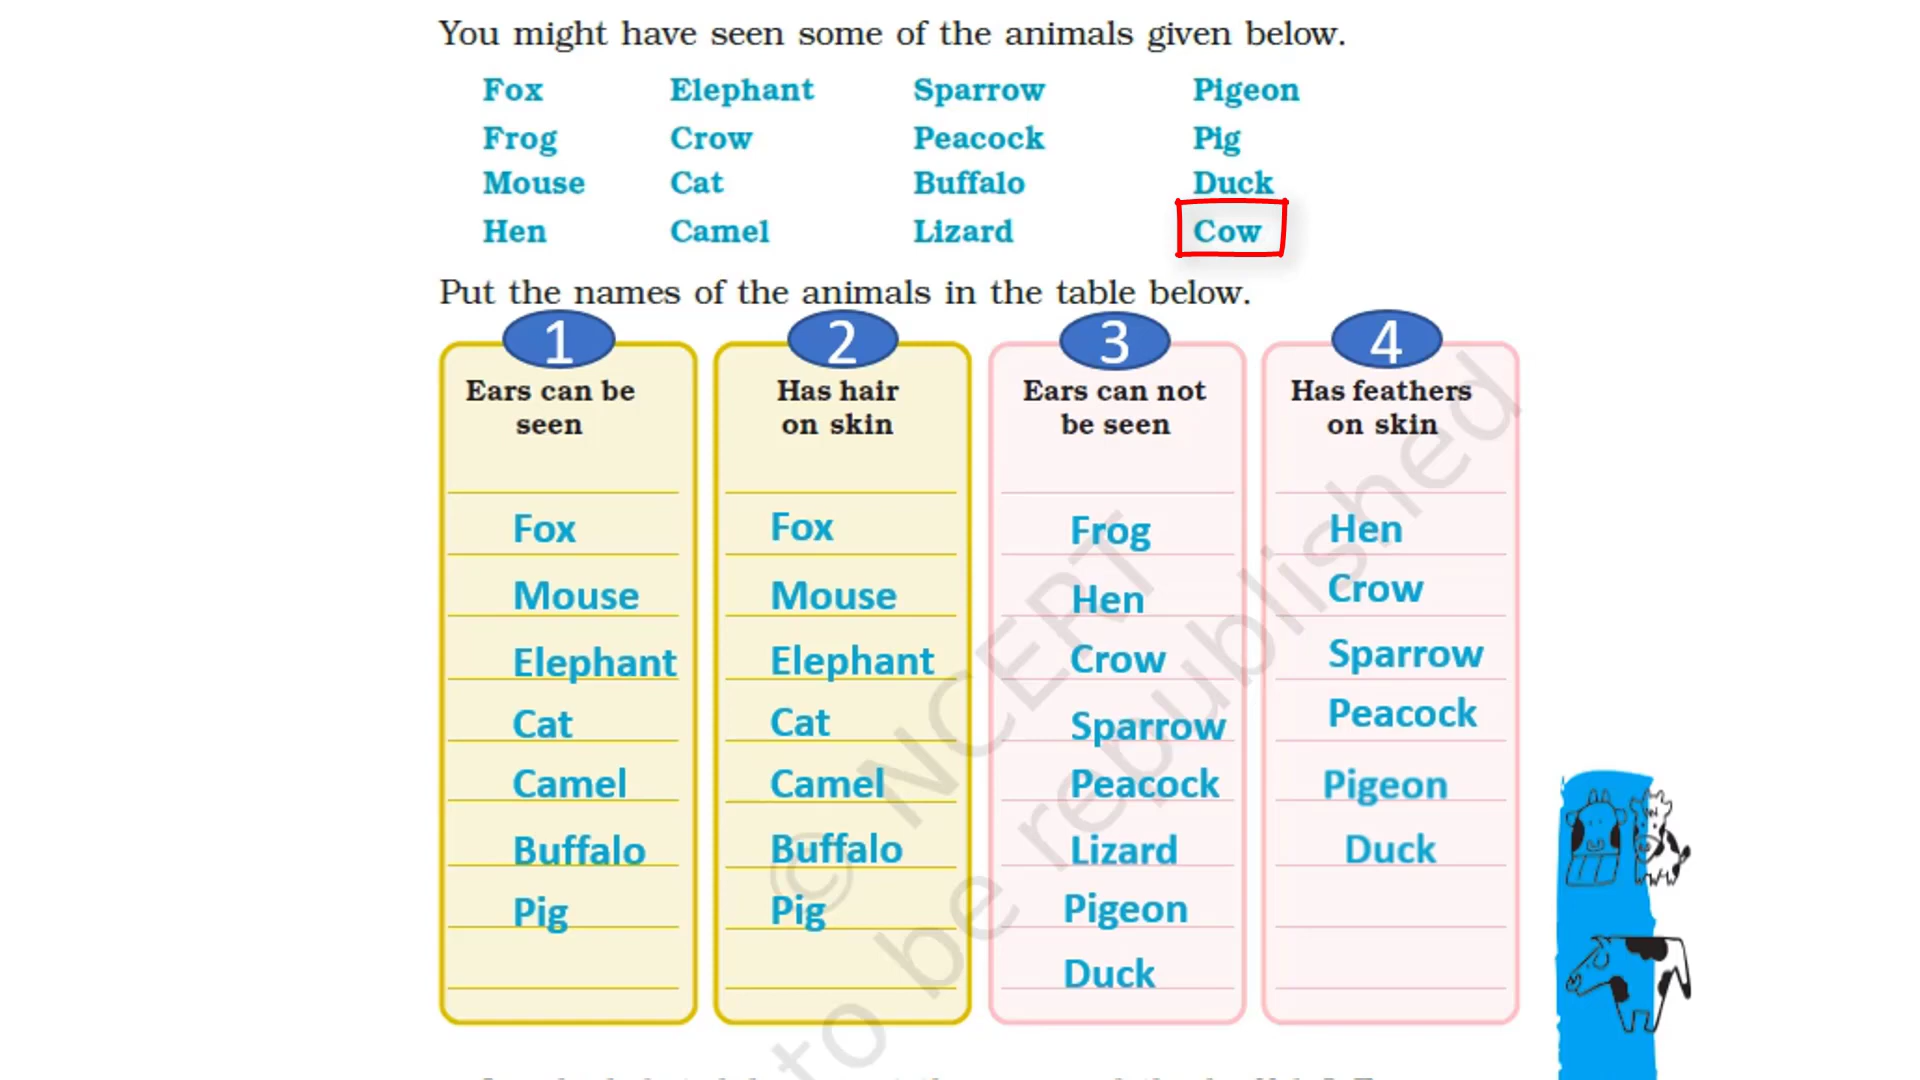 You might have seen some of the animals given below.
Fox Elephant Sparrow Pigeon
Frog Crow Peacock Pig
Mouse Cat Buffalo Duck
Hen Camel Lizard Cow
Put the names of the animals in the table below.
1
Ears can be
seen
Fox
Mouse
Elephant
Cat
Camel
Buffalo
Pig
2
Has hair
on skin
Fox
Mouse
Elephant
Cat
Camel
Buffalo
Pig
3
Ears can not
be seen
Frog
Hen
Crow
Sparrow
Peacock
Lizard
Pigeon
Duck
4
Has feathers
on skin
Hen
Crow
Sparrow
Peacock
Pigeon
Duck
© NCERT
to be republished